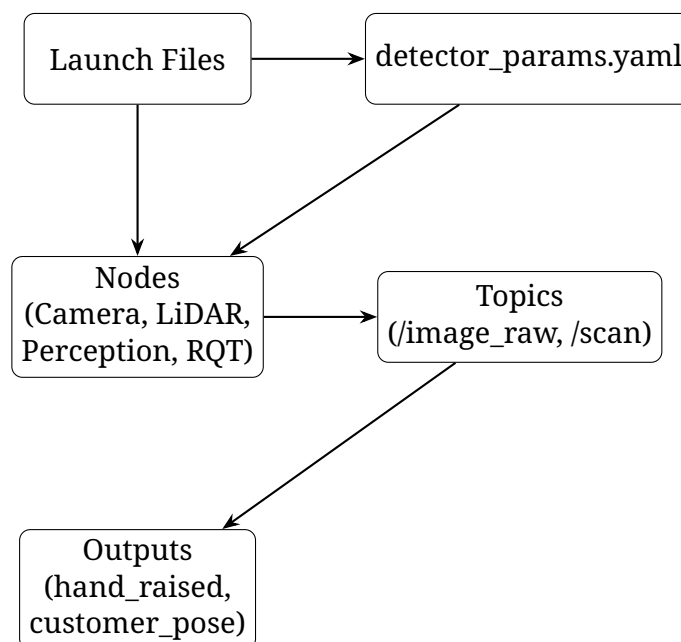 Launch Files
detector_params.yaml
Nodes
(Camera, LiDAR,
Perception, RQT)
Topics
(/image_raw, /scan)
Outputs
(hand_raised,
customer_pose)